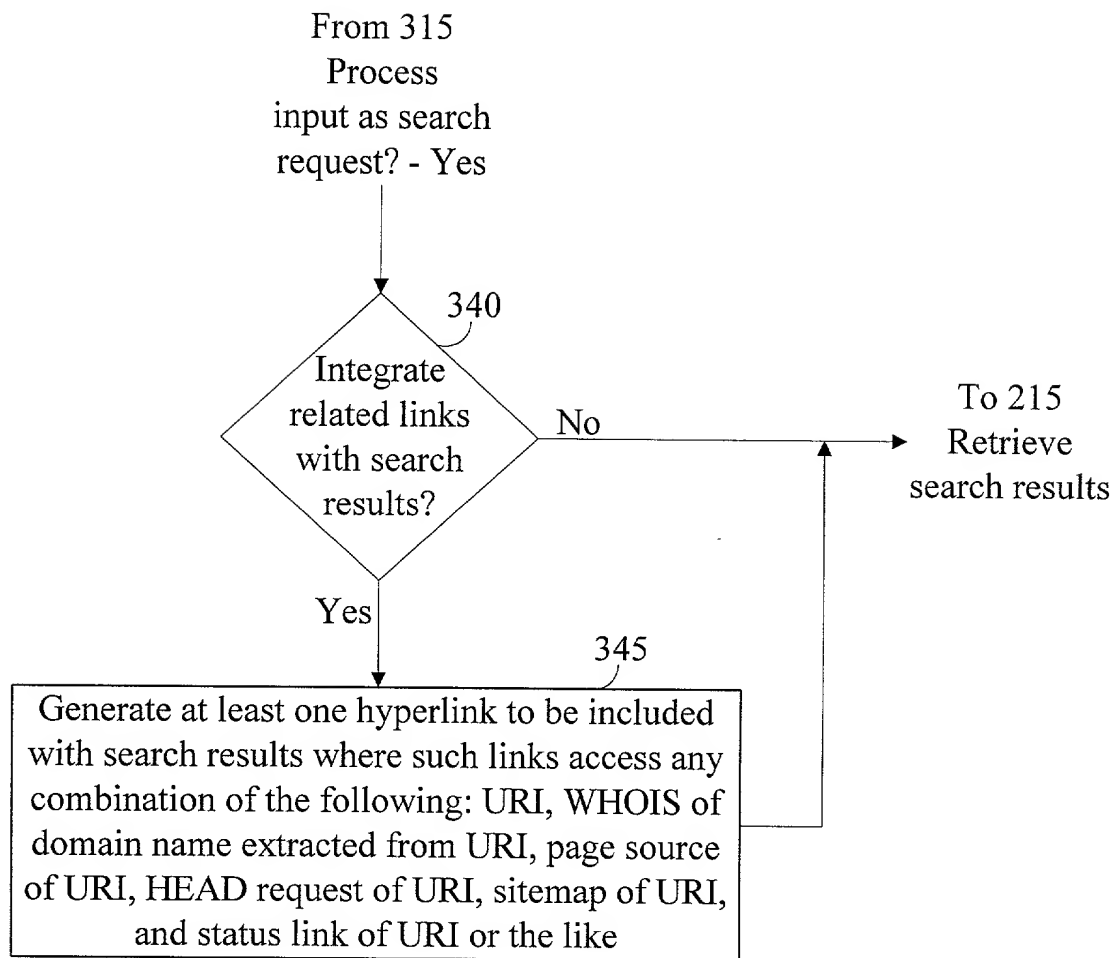 From 315
Process
input as search
request? - Yes
340
Integrate
related links
with search
results?
No
To 215
Retrieve
search results
Yes
345
Generate at least one hyperlink to be included
with search results where such links access any
combination of the following: URI, WHOIS of
domain name extracted from URI, page source
of URI, HEAD request of URI, sitemap of URI,
and status link of URI or the like